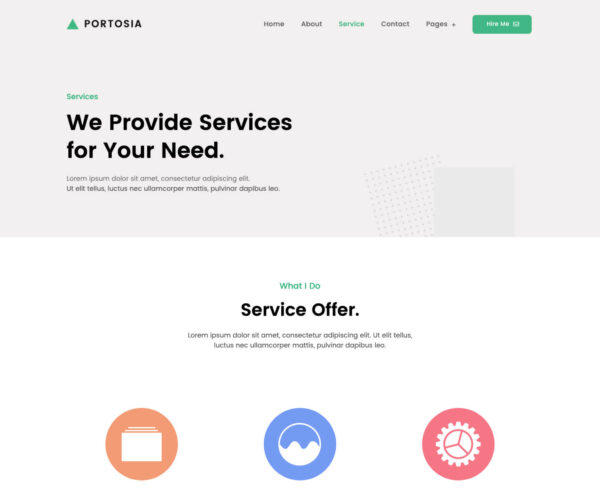 PORTOSIA
Home About Service Contact Pages + Hire Me
Services
We Provide Services
for Your Need.
Lorem ipsum dolor sit amet, consectetur adipiscing elit.
Ut elit tellus, luctus nec ullamcorper mattis, pulvinar dapibus leo.
What I Do
Service Offer.
Lorem ipsum dolor sit amet, consectetur adipiscing elit. Ut elit tellus,
luctus nec ullamcorper mattis, pulvinar dapibus leo.